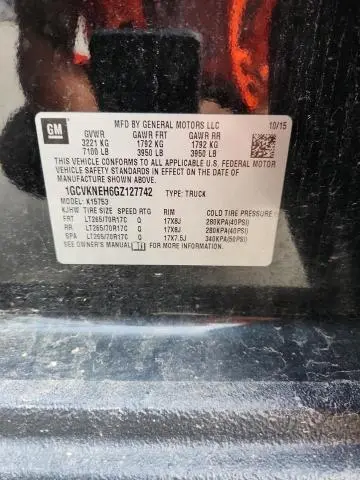 GM
MFD BY GENERAL MOTORS LLC 10/15
GVWR GAWR FRT GAWR RR
3221 KG 1792 KG 1792 KG
7100 LB 3950 LB 3950 LB
THIS VEHICLE CONFORMS TO ALL APPLICABLE U.S. FEDERAL MOTOR
VEHICLE SAFETY STANDARDS IN EFFECT ON THE DATE OF
MANUFACTURE SHOWN ABOVE.
1GCVKNEH6GZ127742 TYPE: TRUCK
MODEL: K15753
KJHW TIRE SIZE SPEED RTG RIM COLD TIRE PRESSURE
FRT LT265/70R17C Q 17X8J 280KPA(40PSI)
RR LT265/70R17C Q 17X8J 280KPA(40PSI)
SPA LT265/70R17C Q 17X7.5J 340KPA(50PSI)
SEE OWNER'S MANUAL FOR MORE INFORMATION.